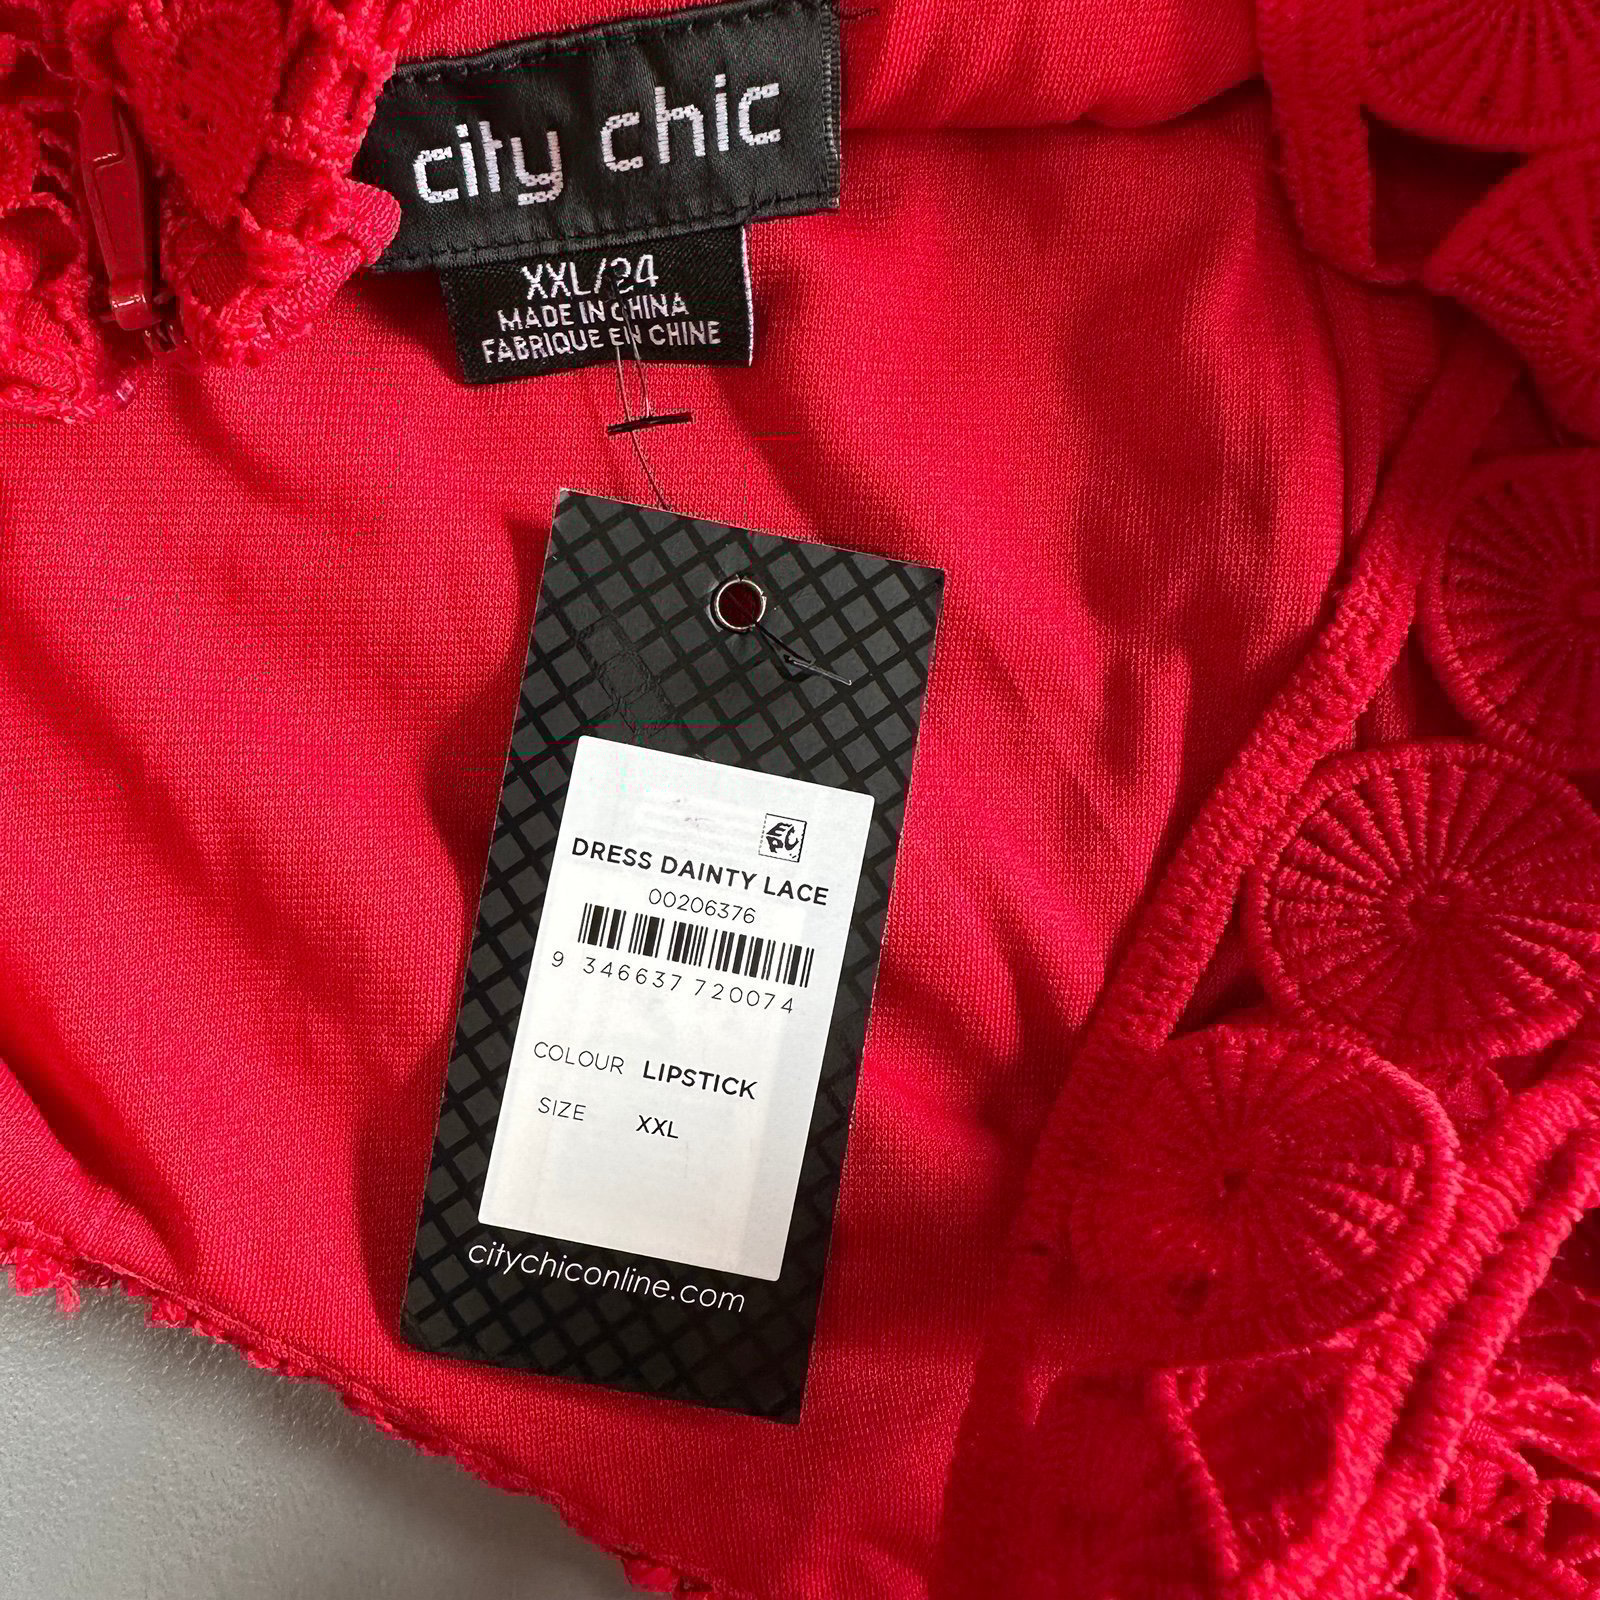 city chic
XXL/24
MADE IN CHINA
FABRIQUE EN CHINE
DRESS DAINTY LACE
00206376
9 346637 720074
COLOUR LIPSTICK
SIZE XXL
citychiconline.com